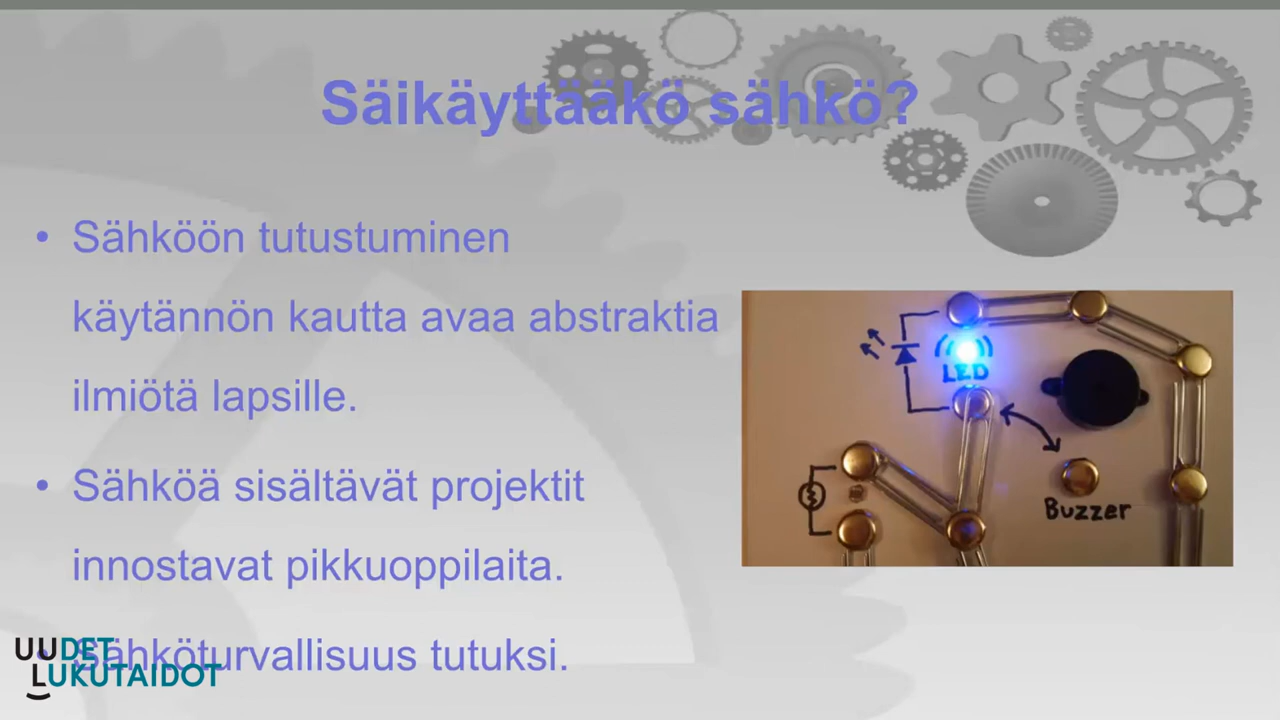 Säikäyttääkö sähkö?
• Sähköön tutustuminen
käytännön kautta avaa abstraktia
ilmiötä lapsille.
• Sähköä sisältävät projektit
innostavat pikkuoppilaita.
• Sähköturvallisuus tutuksi.
LED
Buzzer
UUDET
LUKUTAIDOT